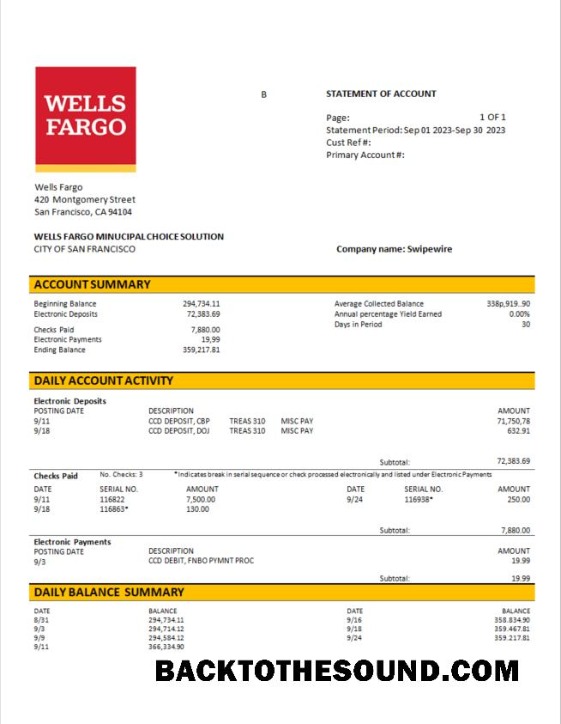 WELLS
FARGO
B
STATEMENT OF ACCOUNT
Page: 1 OF 1
Statement Period: Sep 01 2023-Sep 30 2023
Cust Ref #:
Primary Account #:
Wells Fargo
420 Montgomery Street
San Francisco, CA 94104
WELLS FARGO MINUCIPAL CHOICE SOLUTION
CITY OF SAN FRANCISCO Company name: Swipewire
ACCOUNT SUMMARY
Beginning Balance 294,734.11 Average Collected Balance 338p,919..90
Electronic Deposits 72,383.69 Annual percentage Yield Earned 0.00%
Days in Period 30
Checks Paid 7,880.00
Electronic Payments 19,99
Ending Balance 359,217.81
DAILY ACCOUNT ACTIVITY
Electronic Deposits
POSTING DATE DESCRIPTION AMOUNT
9/11 CCD DEPOSIT, CBP TREAS 310 MISC PAY 71,750,78
9/18 CCD DEPOSIT, DOJ TREAS 310 MISC PAY 632.91
Subtotal: 72,383.69
Checks Paid No. Checks: 3 *Indicates break in serial sequence or check processed electronically and listed under Electronic Payments
DATE SERIAL NO. AMOUNT DATE SERIAL NO. AMOUNT
9/11 116822 7,500.00 9/24 116938* 250.00
9/18 116863* 130.00
Subtotal: 7,880.00
Electronic Payments
POSTING DATE DESCRIPTION AMOUNT
9/3 CCD DEBIT, FNBO PYMNT PROC 19.99
Subtotal: 19.99
DAILY BALANCE SUMMARY
DATE BALANCE DATE BALANCE
8/31 294,734.11 9/16 358.834.90
9/3 294,714.12 9/18 359.467.81
9/9 294,584.12 9/24 359.217.81
9/11 366,334.90
BACKTOTHESOUND.COM